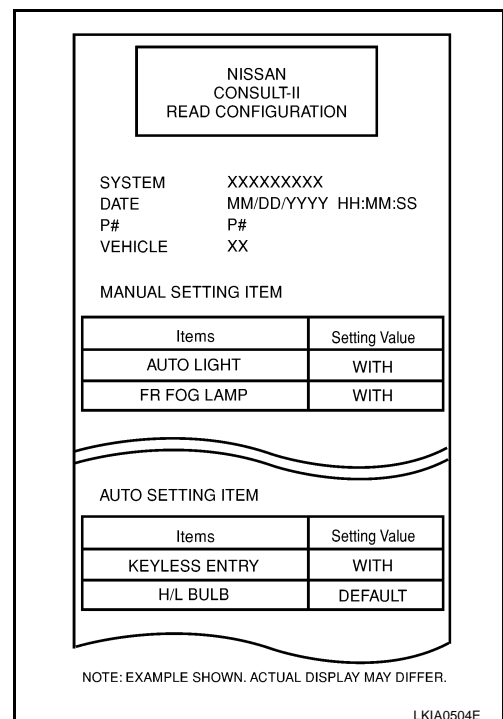 NISSAN
CONSULT-II
READ CONFIGURATION
SYSTEM XXXXXXXXX
DATE MM/DD/YYYY HH:MM:SS
P# P#
VEHICLE XX
MANUAL SETTING ITEM
Items Setting Value
AUTO LIGHT WITH
FR FOG LAMP WITH
AUTO SETTING ITEM
Items Setting Value
KEYLESS ENTRY WITH
H/L BULB DEFAULT
NOTE: EXAMPLE SHOWN. ACTUAL DISPLAY MAY DIFFER.
LKIA0504E